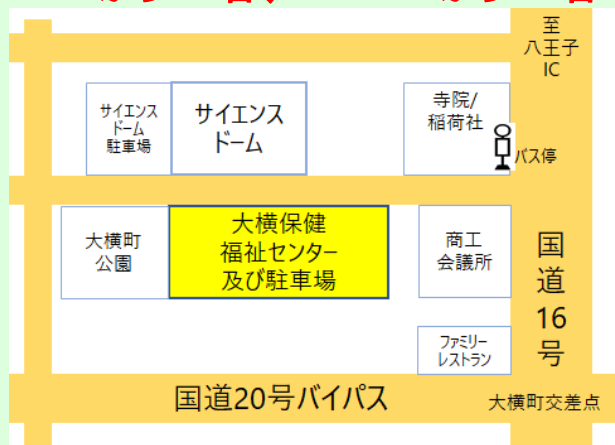 至
八王子
IC
サイエンス
ドーム
駐車場
サイエンス
ドーム
寺院/
稲荷社
バス停
大横町
公園
大横保健
福祉センター
及び駐車場
商工
会議所
国
道
16
号
ファミリー
レストラン
国道20号バイパス
大横町交差点